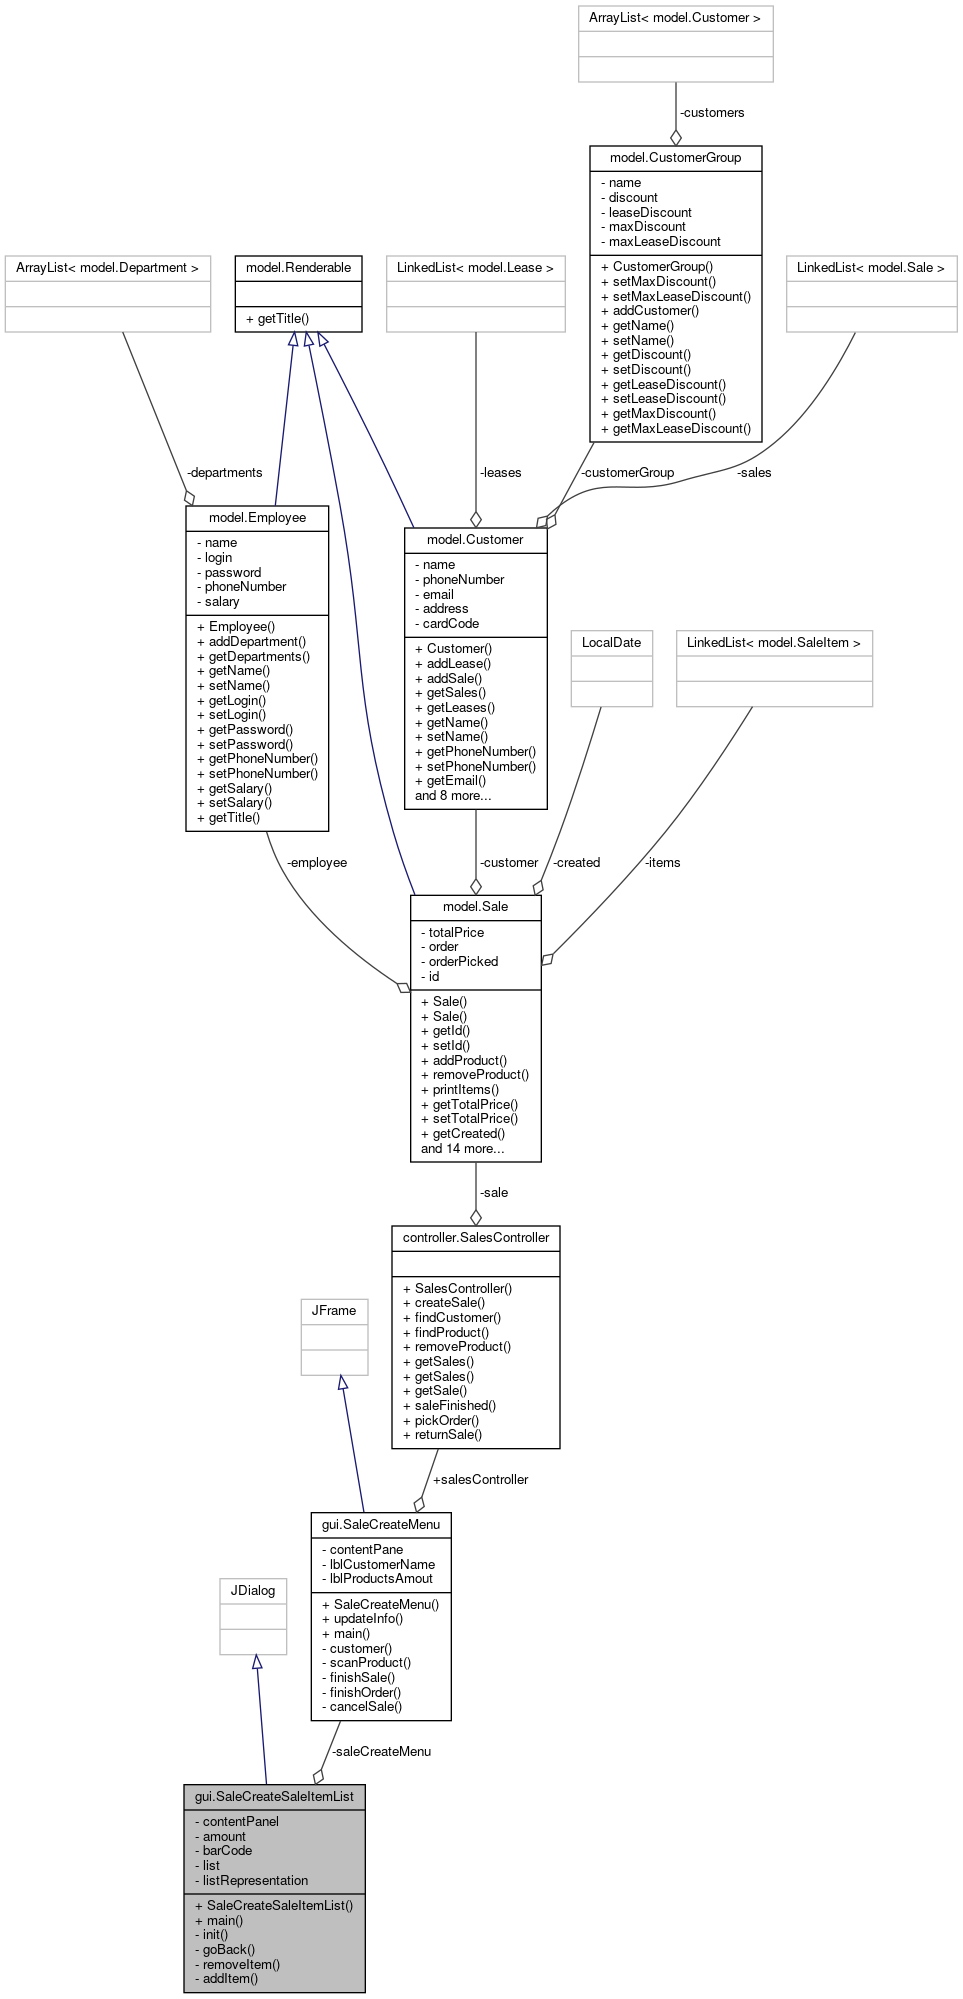 ArrayList< model.Customer >
-customers
model.CustomerGroup
- name
- discount
- leaseDiscount
- maxDiscount
- maxLeaseDiscount
+ CustomerGroup()
+ setMaxDiscount()
+ setMaxLeaseDiscount()
+ addCustomer()
+ getName()
+ setName()
+ getDiscount()
+ setDiscount()
+ getLeaseDiscount()
+ setLeaseDiscount()
+ getMaxDiscount()
+ getMaxLeaseDiscount()
ArrayList< model.Department >
model.Renderable
+ getTitle()
LinkedList< model.Lease >
LinkedList< model.Sale >
-departments
-leases
-customerGroup
-sales
model.Employee
- name
- login
- password
- phoneNumber
- salary
+ Employee()
+ addDepartment()
+ getDepartments()
+ getName()
+ setName()
+ getLogin()
+ setLogin()
+ getPassword()
+ setPassword()
+ getPhoneNumber()
+ setPhoneNumber()
+ getSalary()
+ setSalary()
+ getTitle()
model.Customer
- name
- phoneNumber
- email
- address
- cardCode
+ Customer()
+ addLease()
+ addSale()
+ getSales()
+ getLeases()
+ getName()
+ setName()
+ getPhoneNumber()
+ setPhoneNumber()
+ getEmail()
and 8 more...
LocalDate
LinkedList< model.SaleItem >
-employee
-customer
-created
-items
model.Sale
- totalPrice
- order
- orderPicked
- id
+ Sale()
+ Sale()
+ getId()
+ setId()
+ addProduct()
+ removeProduct()
+ printItems()
+ getTotalPrice()
+ setTotalPrice()
+ getCreated()
and 14 more...
-sale
controller.SalesController
+ SalesController()
+ createSale()
+ findCustomer()
+ findProduct()
+ removeProduct()
+ getSales()
+ getSales()
+ getSale()
+ saleFinished()
+ pickOrder()
+ returnSale()
JFrame
+salesController
gui.SaleCreateMenu
- contentPane
- lblCustomerName
- lblProductsAmout
+ SaleCreateMenu()
+ updateInfo()
+ main()
- customer()
- scanProduct()
- finishSale()
- finishOrder()
- cancelSale()
JDialog
-saleCreateMenu
gui.SaleCreateSaleItemList
- contentPanel
- amount
- barCode
- list
- listRepresentation
+ SaleCreateSaleItemList()
+ main()
- init()
- goBack()
- removeItem()
- addItem()